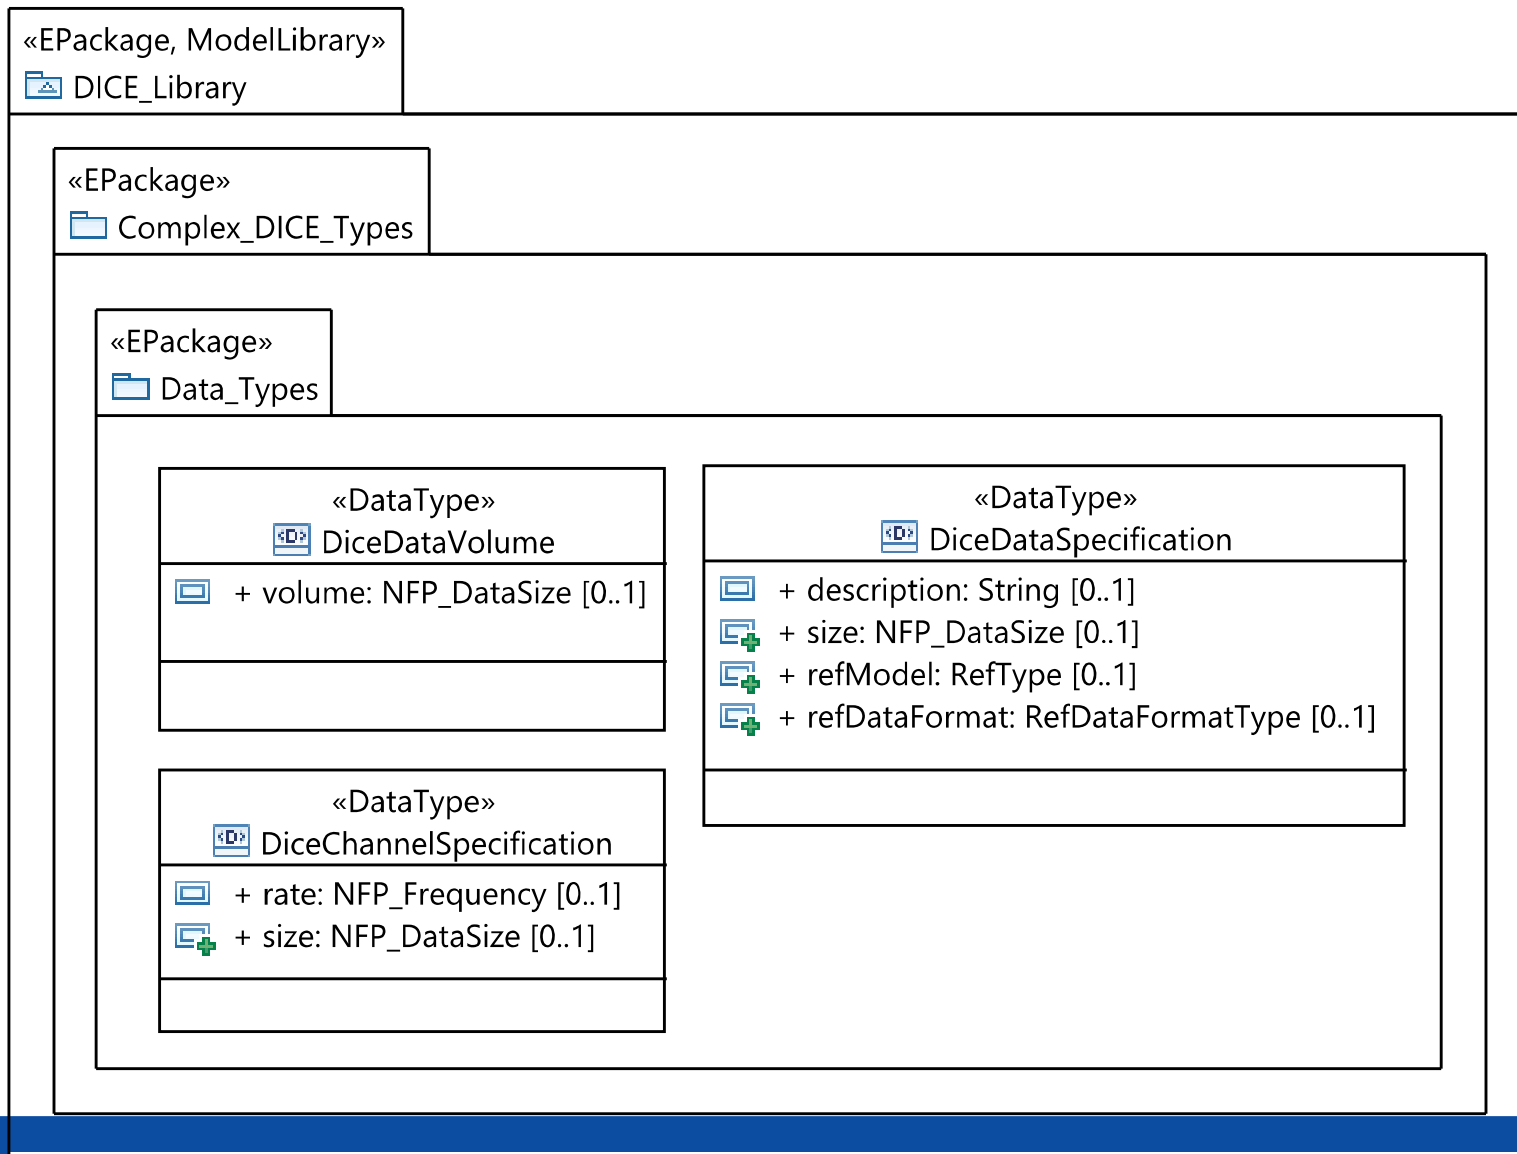 «EPackage, ModelLibrary»
DICE_Library
«EPackage»
Complex_DICE_Types
«EPackage»
Data_Types
«DataType»
DiceDataVolume
+ volume: NFP_DataSize [0..1]
«DataType»
DiceDataSpecification
+ description: String [0..1]
+ size: NFP_DataSize [0..1]
+ refModel: RefType [0..1]
+ refDataFormat: RefDataFormatType [0..1]
«DataType»
DiceChannelSpecification
+ rate: NFP_Frequency [0..1]
+ size: NFP_DataSize [0..1]